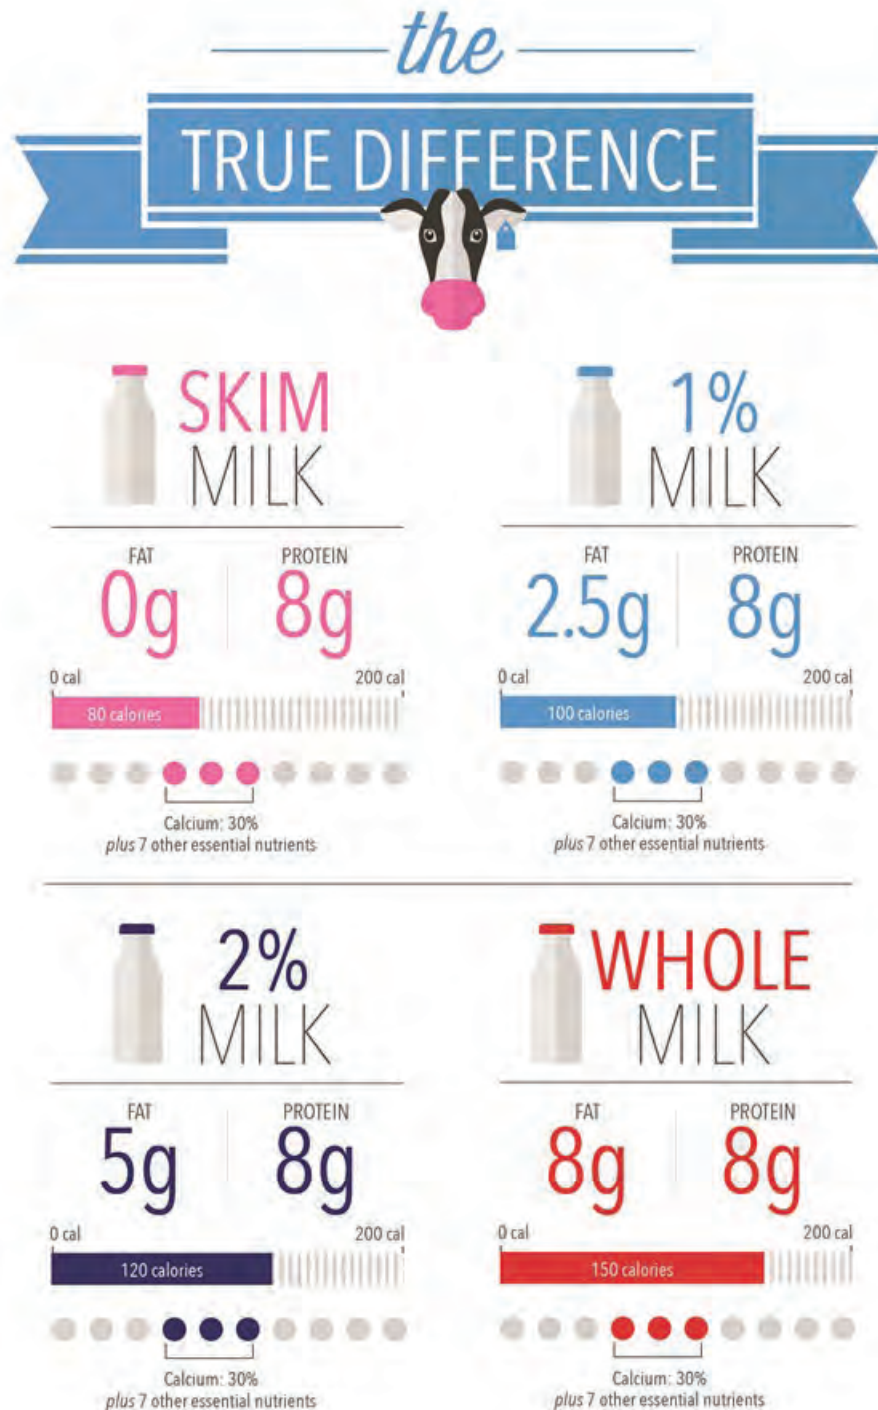 the
TRUE DIFFERENCE
SKIM
MILK
FAT
PROTEIN
0g
8g
0 cal
200 cal
80 calories
Calcium: 30%
plus 7 other essential nutrients
1%
MILK
FAT
PROTEIN
2.5g
8g
0 cal
200 cal
100 calories
Calcium: 30%
plus 7 other essential nutrients
2%
MILK
FAT
PROTEIN
5g
8g
0 cal
200 cal
120 calories
Calcium: 30%
plus 7 other essential nutrients
WHOLE
MILK
FAT
PROTEIN
8g
8g
0 cal
200 cal
150 calories
Calcium: 30%
plus 7 other essential nutrients